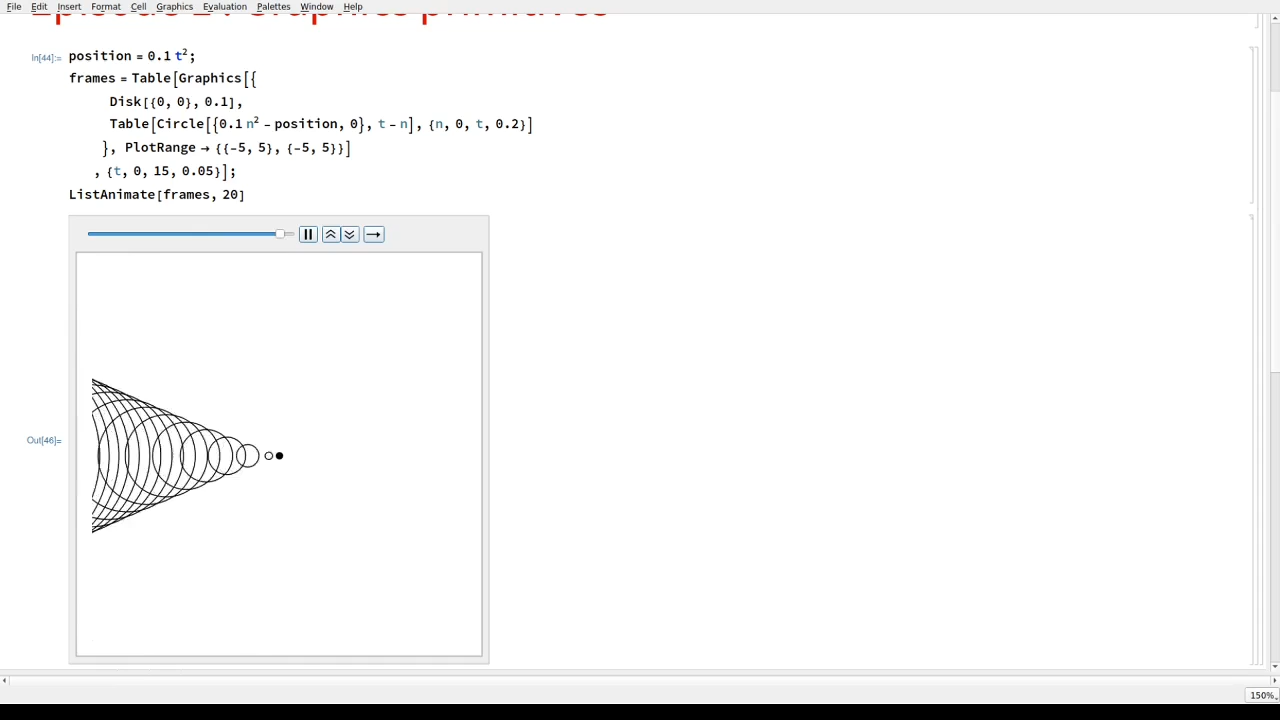 File Edit Insert Format Cell Graphics Evaluation Palettes Window Help
In[44]:= position = 0.1 t²;
frames = Table[Graphics[{
Disk[{0, 0}, 0.1],
Table[Circle[{0.1 n² – position, 0}, t – n], {n, 0, t, 0.2}]
}, PlotRange → {{–5, 5}, {–5, 5}}]
, {t, 0, 15, 0.05}];
ListAnimate[frames, 20]
Out[46]=
150%